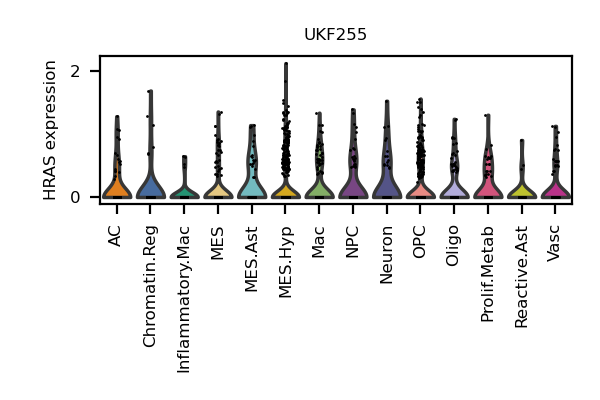 UKF255
HRAS expression
2
0
AC
Chromatin.Reg
Inflammatory.Mac
MES
MES.Ast
MES.Hyp
Mac
NPC
Neuron
OPC
Oligo
Prolif.Metab
Reactive.Ast
Vasc